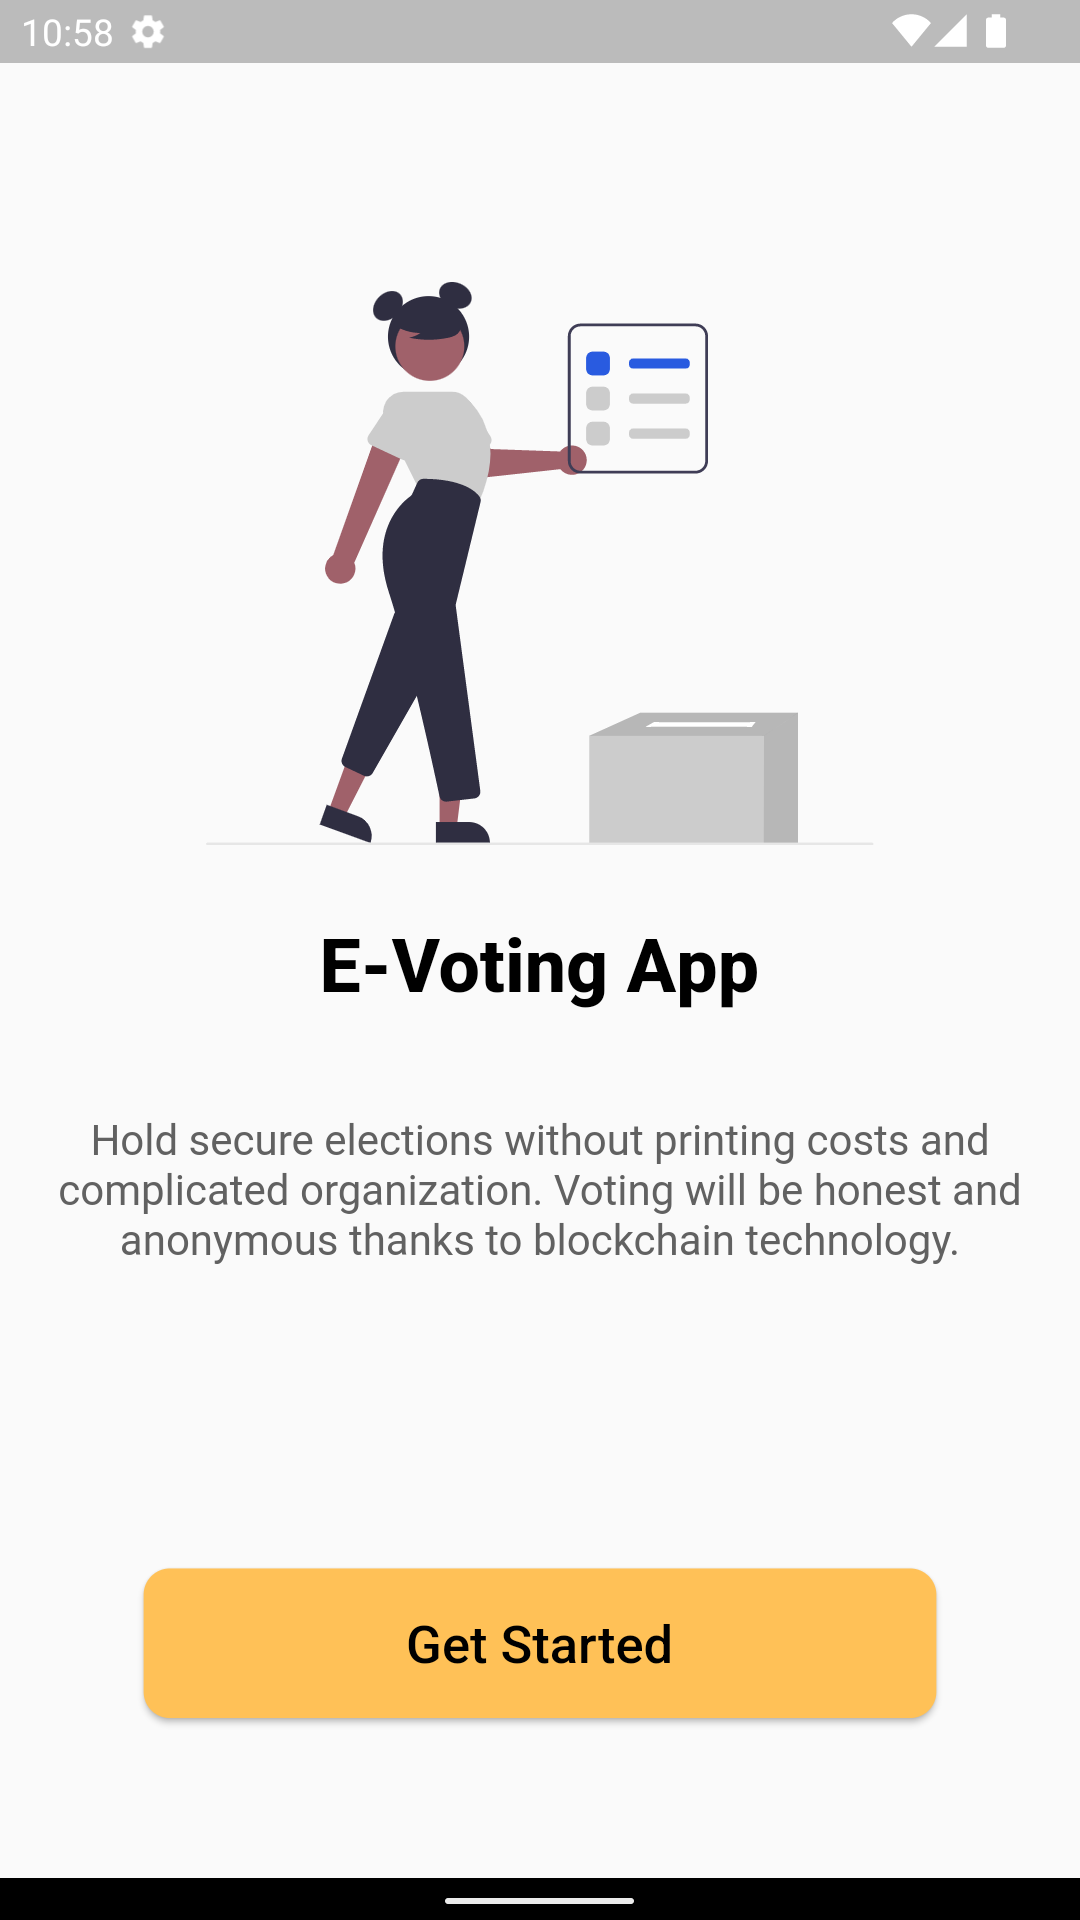 10:58
E-Voting App
Hold secure elections without printing costs and
complicated organization. Voting will be honest and
anonymous thanks to blockchain technology.
Get Started